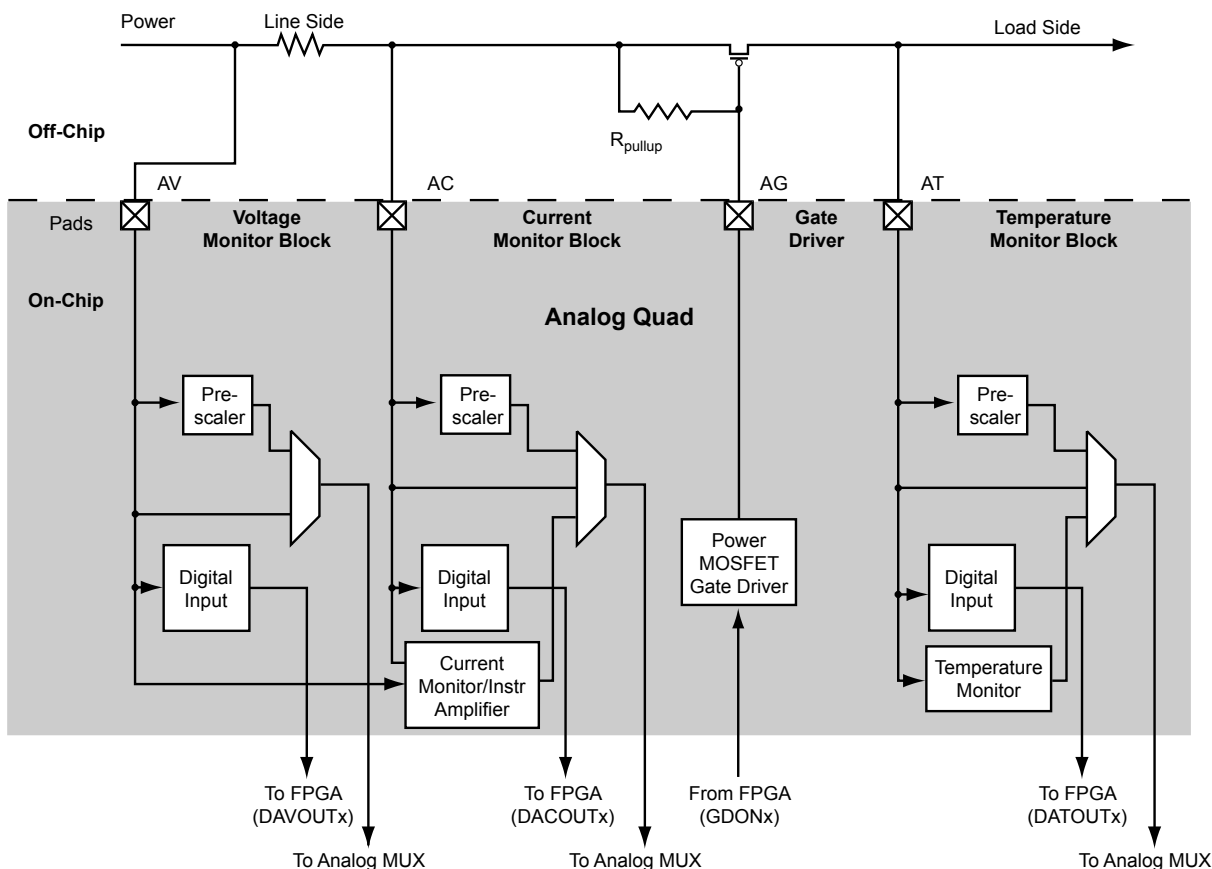 Power
Line Side
Load Side
Off-Chip
Rpullup
AV
AC
AG
AT
Pads
Voltage
Monitor Block
Current
Monitor Block
Gate
Driver
Temperature
Monitor Block
On-Chip
Analog Quad
Pre-
scaler
Pre-
scaler
Pre-
scaler
Power
MOSFET
Gate Driver
Digital
Input
Digital
Input
Digital
Input
Current
Monitor/Instr
Amplifier
Temperature
Monitor
To FPGA
(DAVOUTx)
To FPGA
(DACOUTx)
From FPGA
(GDONx)
To FPGA
(DATOUTx)
To Analog MUX
To Analog MUX
To Analog MUX